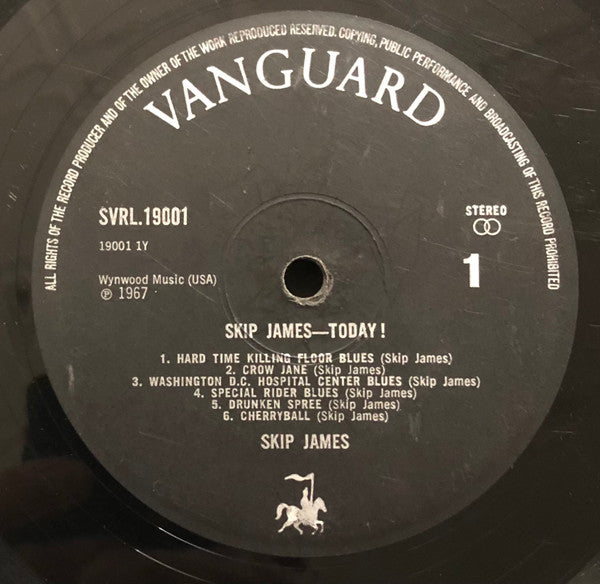 ALL RIGHTS OF THE RECORD PRODUCER AND OF THE OWNER OF THE WORK REPRODUCED RESERVED. COPYING, PUBLIC PERFORMANCE AND BROADCASTING OF THIS RECORD PROHIBITED
VANGUARD
SVRL.19001
STEREO
19001 1Y
1
Wynwood Music (USA)
℗ 1967
SKIP JAMES—TODAY!
1. HARD TIME KILLING FLOOR BLUES (Skip James)
2. CROW JANE (Skip James)
3. WASHINGTON D.C. HOSPITAL CENTER BLUES (Skip James)
4. SPECIAL RIDER BLUES (Skip James)
5. DRUNKEN SPREE (Skip James)
6. CHERRYBALL (Skip James)
SKIP JAMES